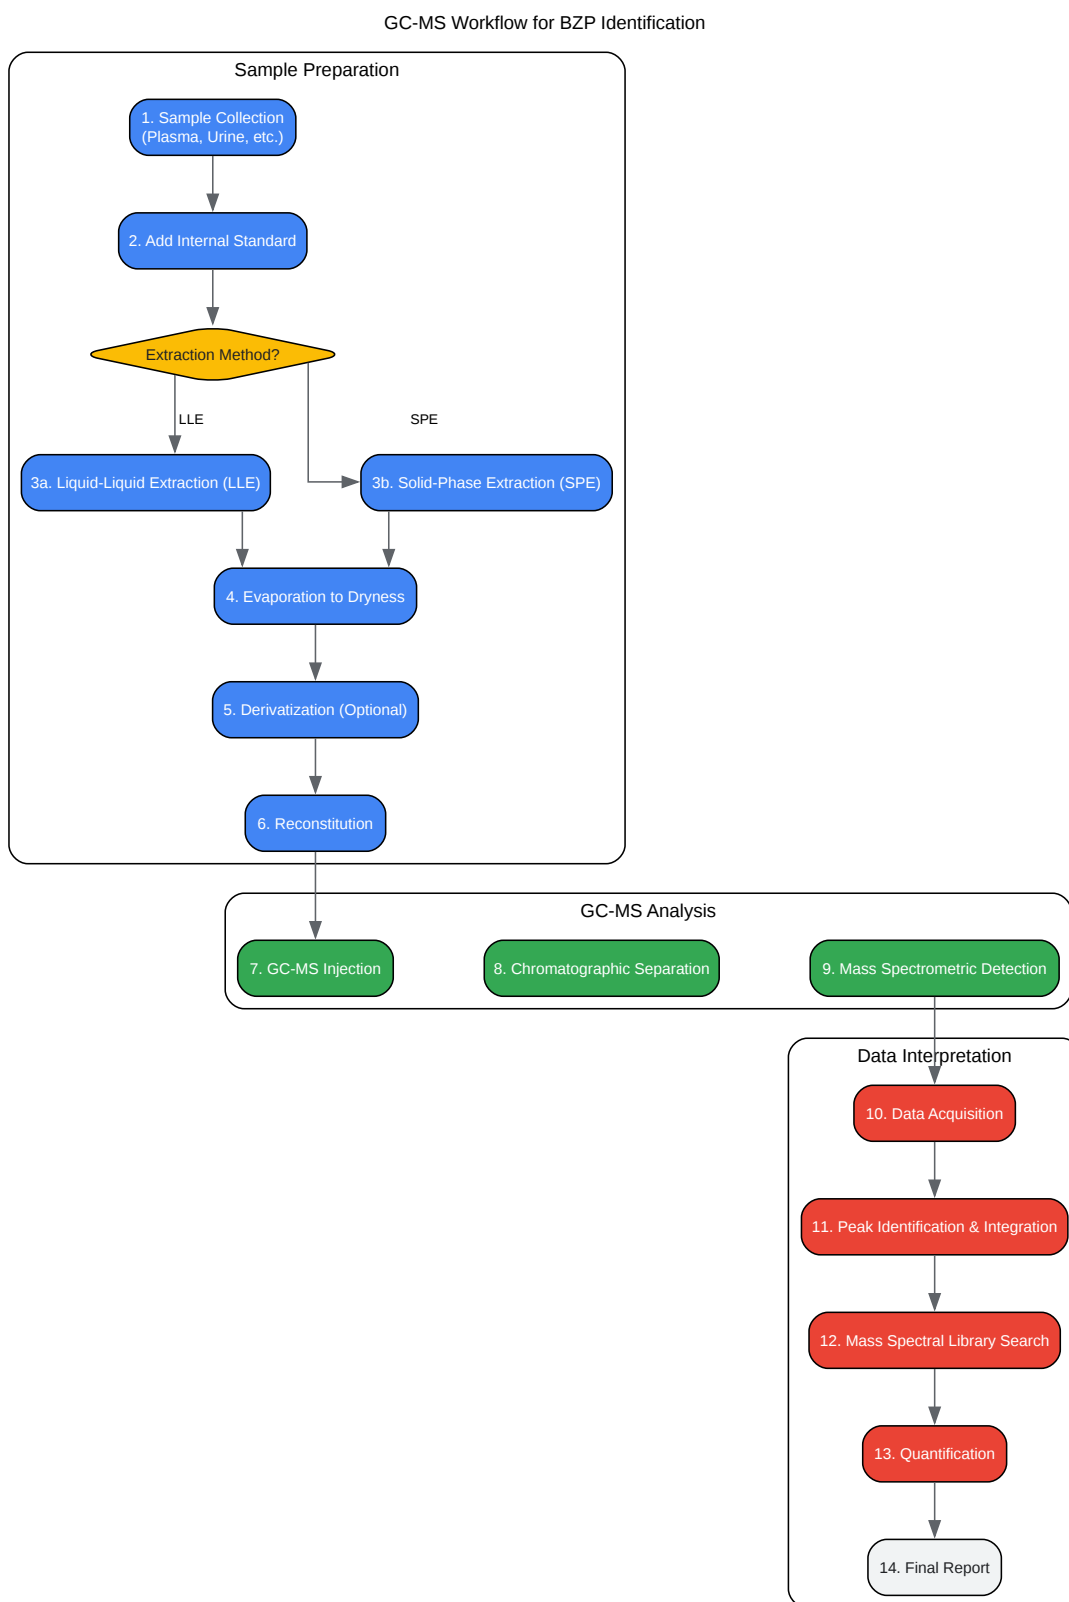 GC-MS Workflow for BZP Identification
Sample Preparation
1. Sample Collection
(Plasma, Urine, etc.)
2. Add Internal Standard
Extraction Method?
LLE
SPE
3a. Liquid-Liquid Extraction (LLE)
3b. Solid-Phase Extraction (SPE)
4. Evaporation to Dryness
5. Derivatization (Optional)
6. Reconstitution
GC-MS Analysis
7. GC-MS Injection
8. Chromatographic Separation
9. Mass Spectrometric Detection
Data Interpretation
10. Data Acquisition
11. Peak Identification & Integration
12. Mass Spectral Library Search
13. Quantification
14. Final Report